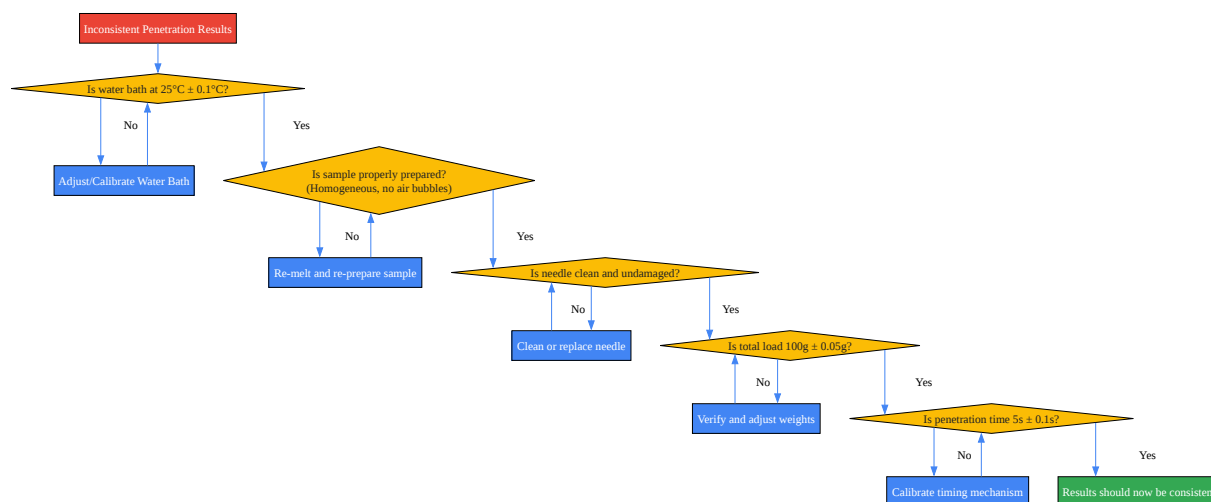 Inconsistent Penetration Results
Is water bath at 25°C ± 0.1°C?
No
Yes
Adjust/Calibrate Water Bath
Is sample properly prepared?
(Homogeneous, no air bubbles)
No
Yes
Re-melt and re-prepare sample
Is needle clean and undamaged?
No
Yes
Clean or replace needle
Is total load 100g ± 0.05g?
No
Yes
Verify and adjust weights
Is penetration time 5s ± 0.1s?
No
Yes
Calibrate timing mechanism
Results should now be consisten